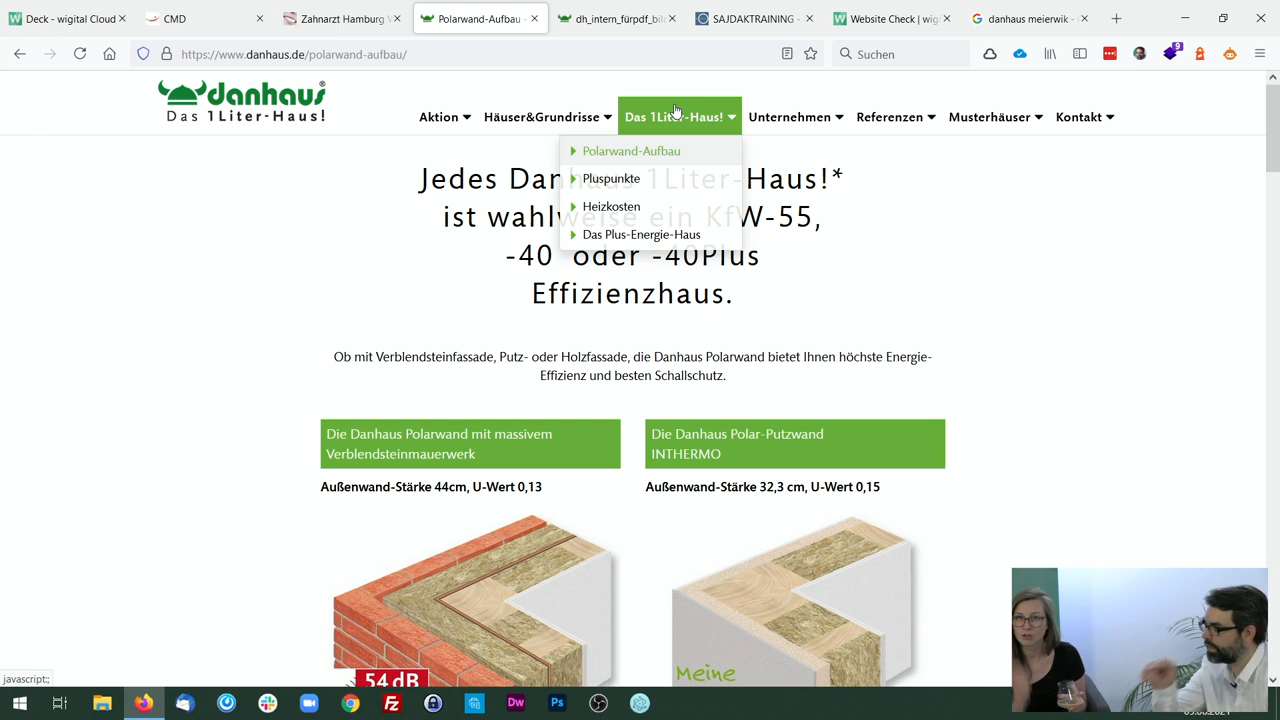 Deck - wigital Cloud
CMD
Zahnarzt Hamburg
Polarwand-Aufbau -
dh_intern_fürpdf_bil
SAJDAKTRAINING -
Website Check | wigi
danhaus meierwik -
https://www.danhaus.de/polarwand-aufbau/
Suchen
9
danhaus®
Das 1Liter-Haus!
Aktion
Häuser&Grundrisse
Das 1Liter-Haus!
Unternehmen
Referenzen
Musterhäuser
Kontakt
Polarwand-Aufbau
Pluspunkte
Heizkosten
Das Plus-Energie-Haus
Jedes Danhaus 1Liter-Haus!*
ist wahlweise ein KfW-55,
-40 oder -40Plus
Effizienzhaus.
Ob mit Verblendsteinfassade, Putz- oder Holzfassade, die Danhaus Polarwand bietet Ihnen höchste Energie-
Effizienz und besten Schallschutz.
Die Danhaus Polarwand mit massivem
Verblendsteinmauerwerk
Außenwand-Stärke 44cm, U-Wert 0,13
54 dB
Die Danhaus Polar-Putzwand
INTHERMO
Außenwand-Stärke 32,3 cm, U-Wert 0,15
Meine
javascript:;
Dw
Ps